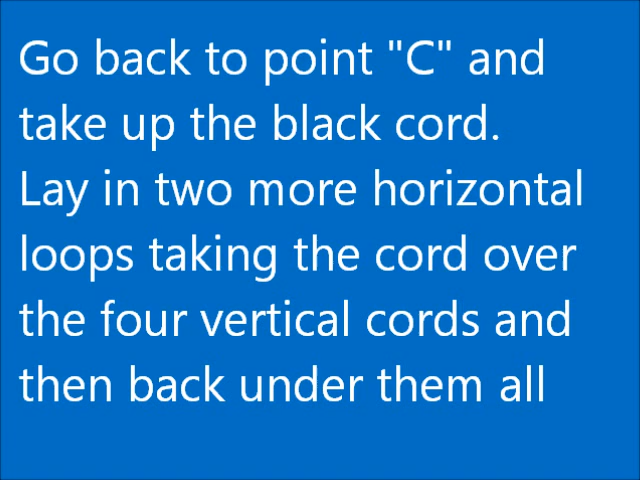 Go back to point "C" and
take up the black cord.
Lay in two more horizontal
loops taking the cord over
the four vertical cords and
then back under them all